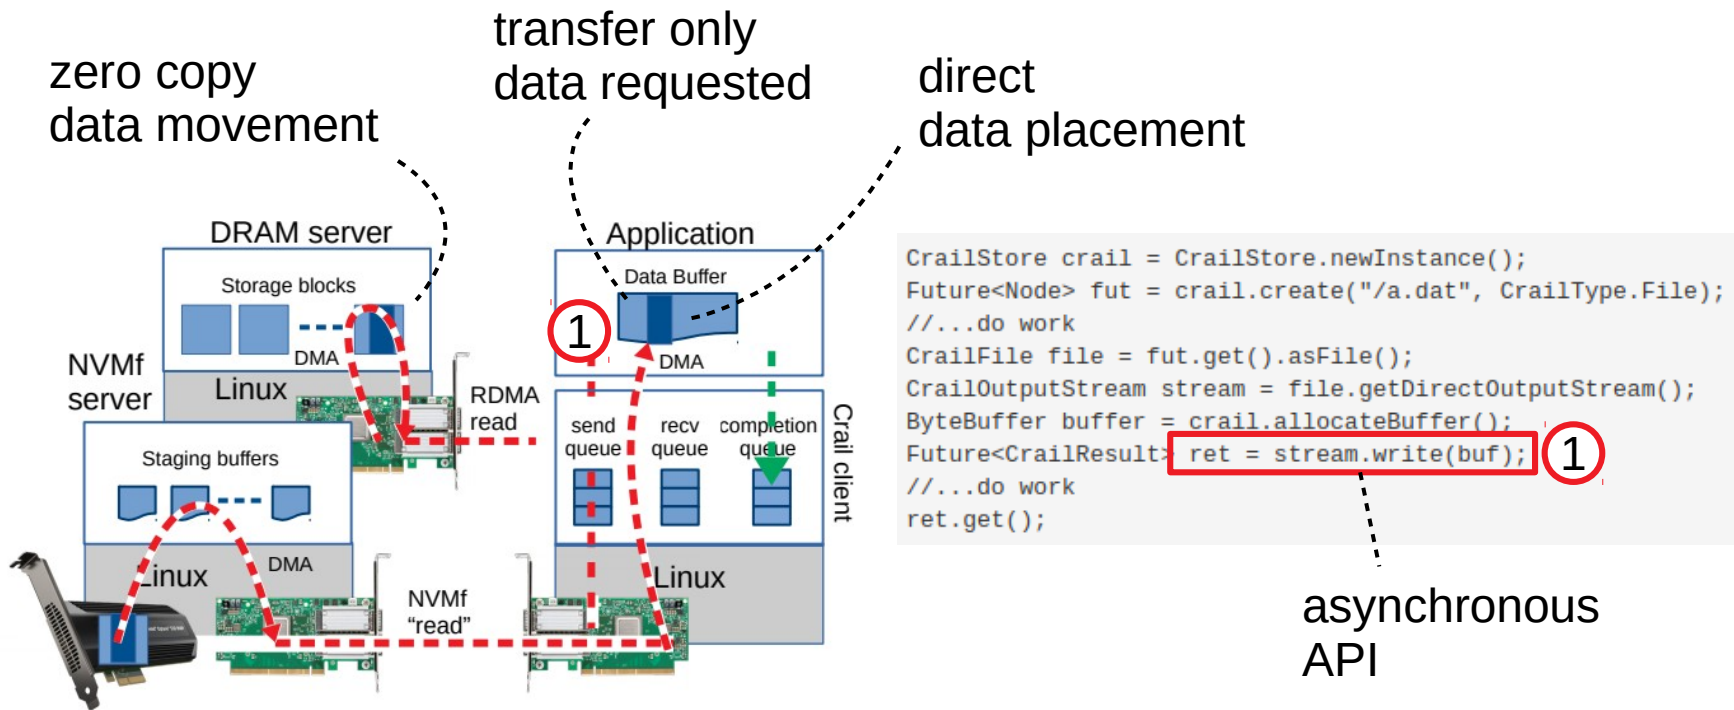 zero copy
data movement
transfer only
data requested
direct
data placement
DRAM server
Storage blocks
DMA
Linux
NVMf
server
RDMA
read
Staging buffers
DMA
Linux
NVMf
“read”
Application
Data Buffer
1
DMA
send
queue
recv
queue
completion
queue
Crail client
Linux
CrailStore crail = CrailStore.newInstance();
Future<Node> fut = crail.create("/a.dat", CrailType.File);
//...do work
CrailFile file = fut.get().asFile();
CrailOutputStream stream = file.getDirectOutputStream();
ByteBuffer buffer = crail.allocateBuffer();
Future<CrailResult> ret = stream.write(buf);
1
//...do work
ret.get();
asynchronous
API